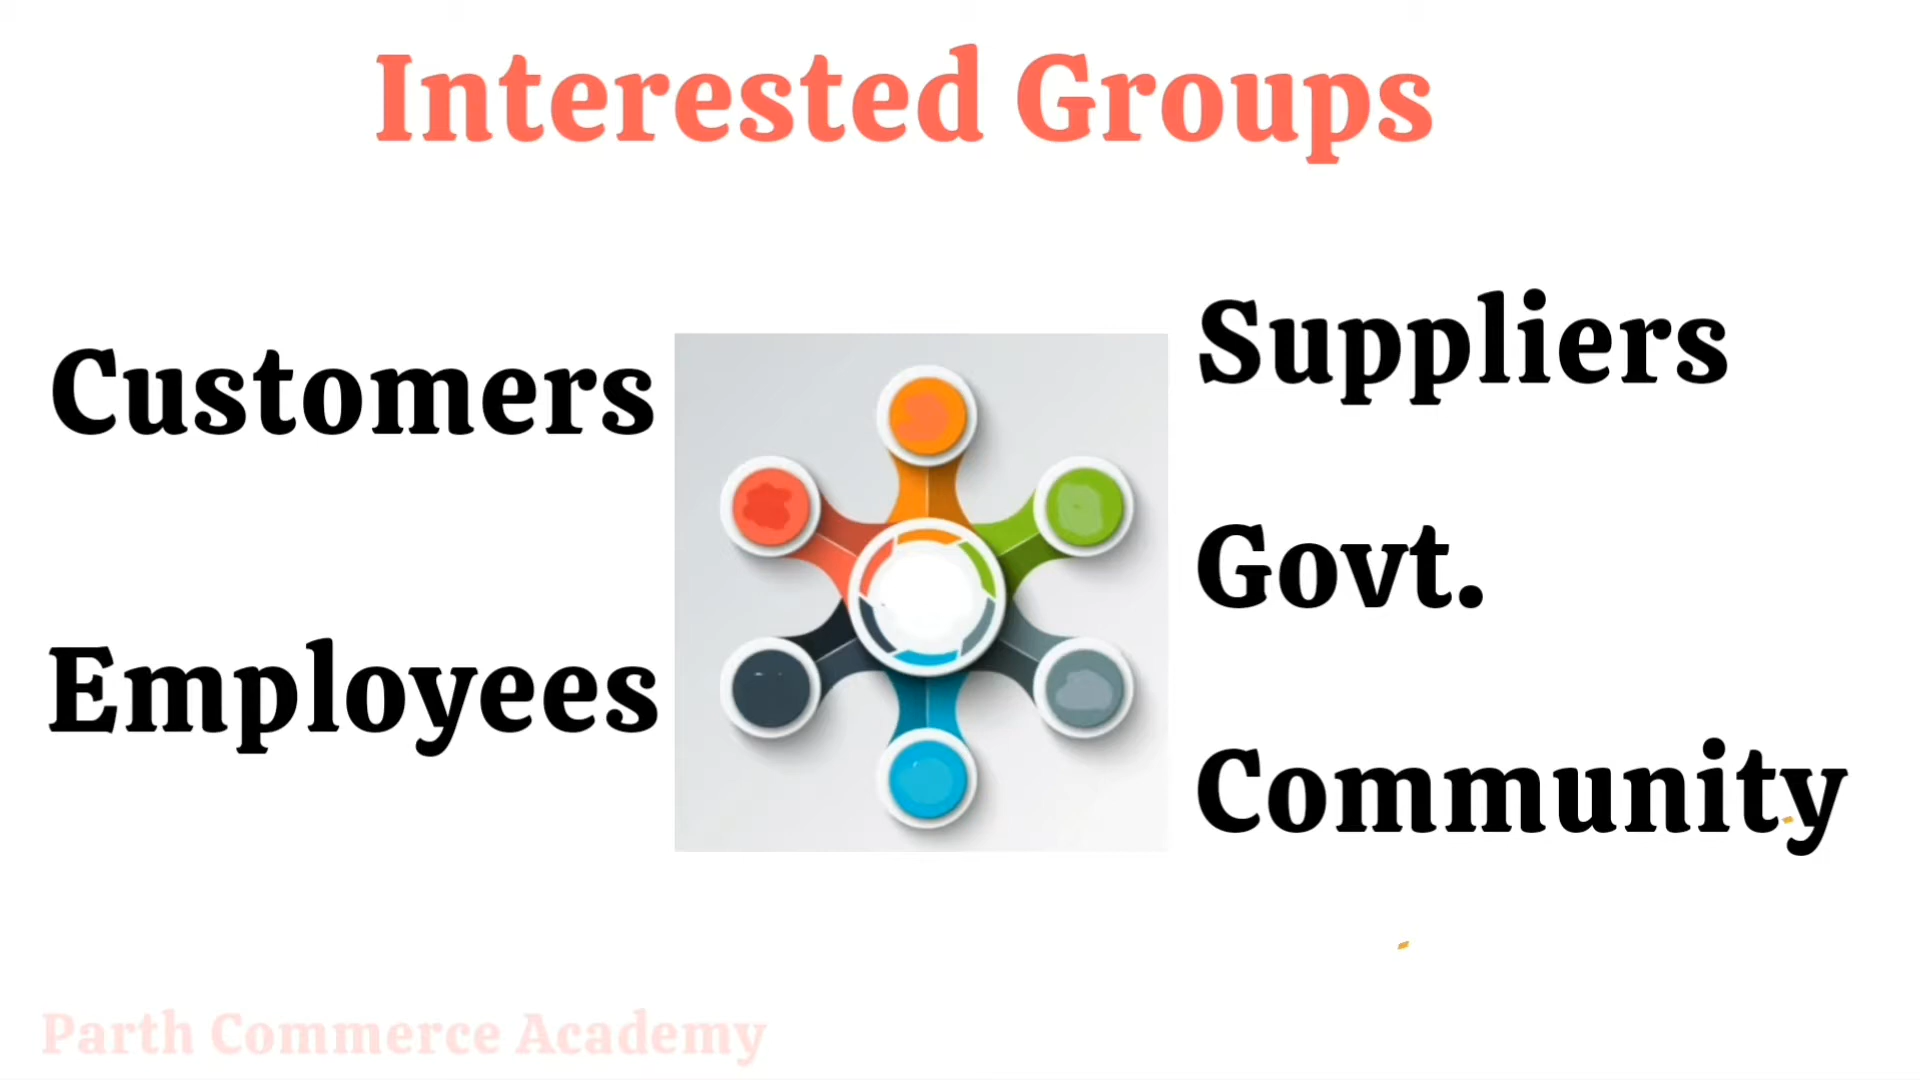 Interested Groups
Customers
Employees
Suppliers
Govt.
Community
Parth Commerce Academy